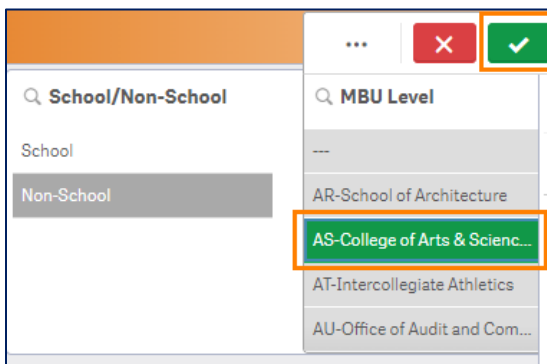 ...
School/Non-School
School
Non-School
MBU Level
---
AR-School of Architecture
AS-College of Arts & Scienc...
AT-Intercollegiate Athletics
AU-Office of Audit and Com...